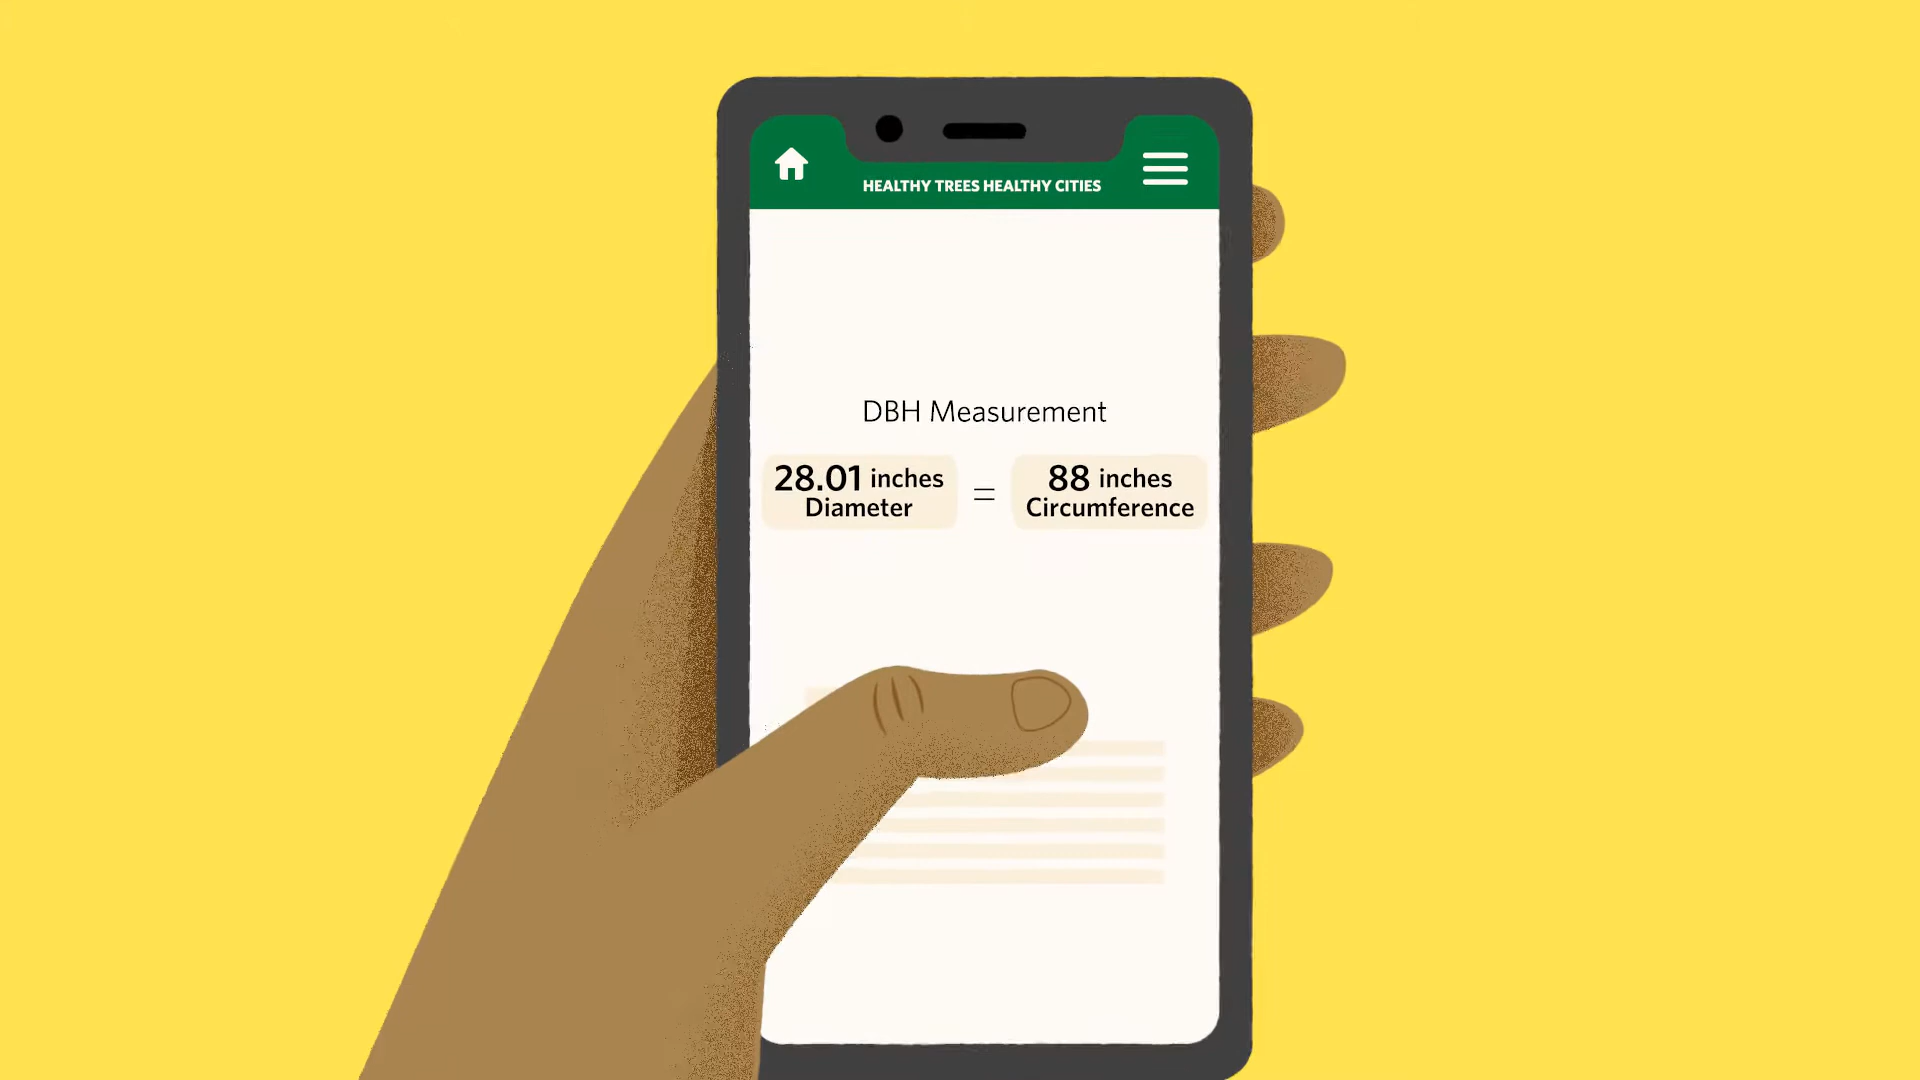 HEALTHY TREES HEALTHY CITIES
DBH Measurement
28.01 inches
Diameter
=
88 inches
Circumference